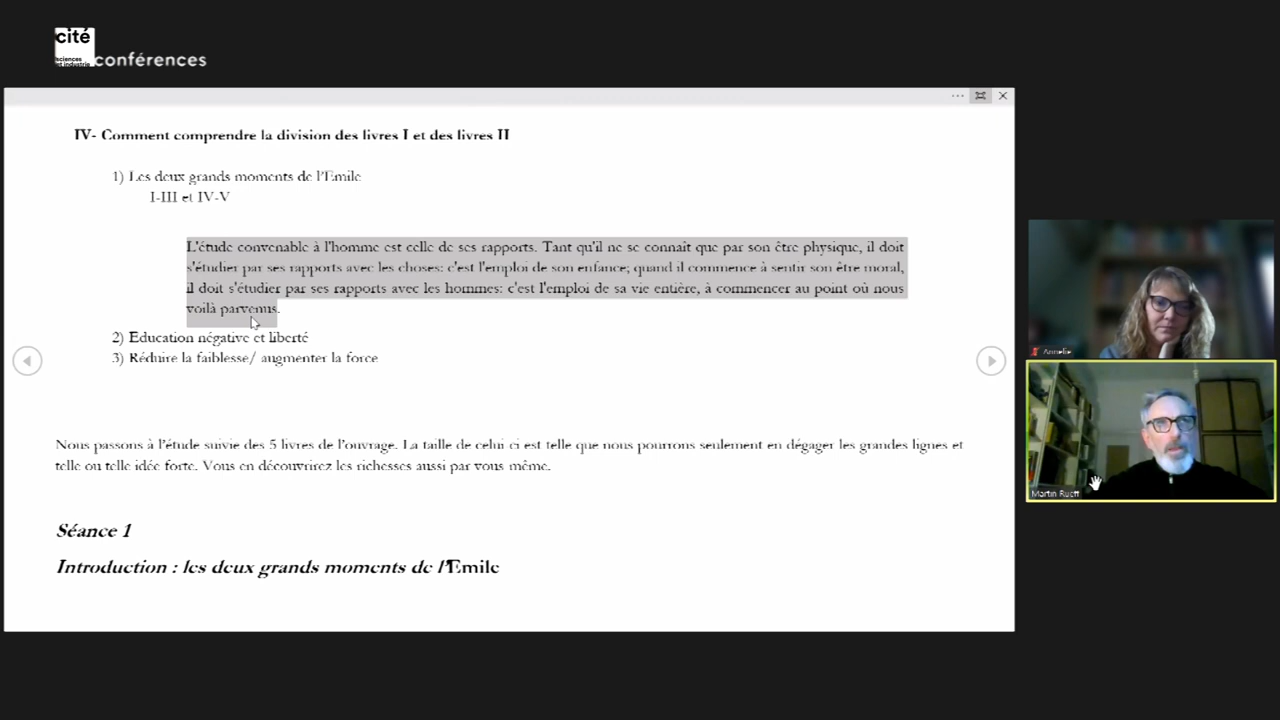 cité
sciences
et industrie
conférences
IV- Comment comprendre la division des livres I et des livres II
1) Les deux grands moments de l'Emile
I-III et IV-V
L'étude convenable à l'homme est celle de ses rapports. Tant qu'il ne se connaît que par son être physique, il doit
s'étudier par ses rapports avec les choses: c'est l'emploi de son enfance; quand il commence à sentir son être moral,
il doit s'étudier par ses rapports avec les hommes: c'est l'emploi de sa vie entière, à commencer au point où nous
voilà parvenus.
2) Education négative et liberté
3) Réduire la faiblesse/ augmenter la force
Nous passons à l'étude suivie des 5 livres de l'ouvrage. La taille de celui ci est telle que nous pourrons seulement en dégager les grandes lignes et
telle ou telle idée forte. Vous en découvrirez les richesses aussi par vous même.
Séance 1
Introduction : les deux grands moments de l'Emile
Annelie
Martin Rueff